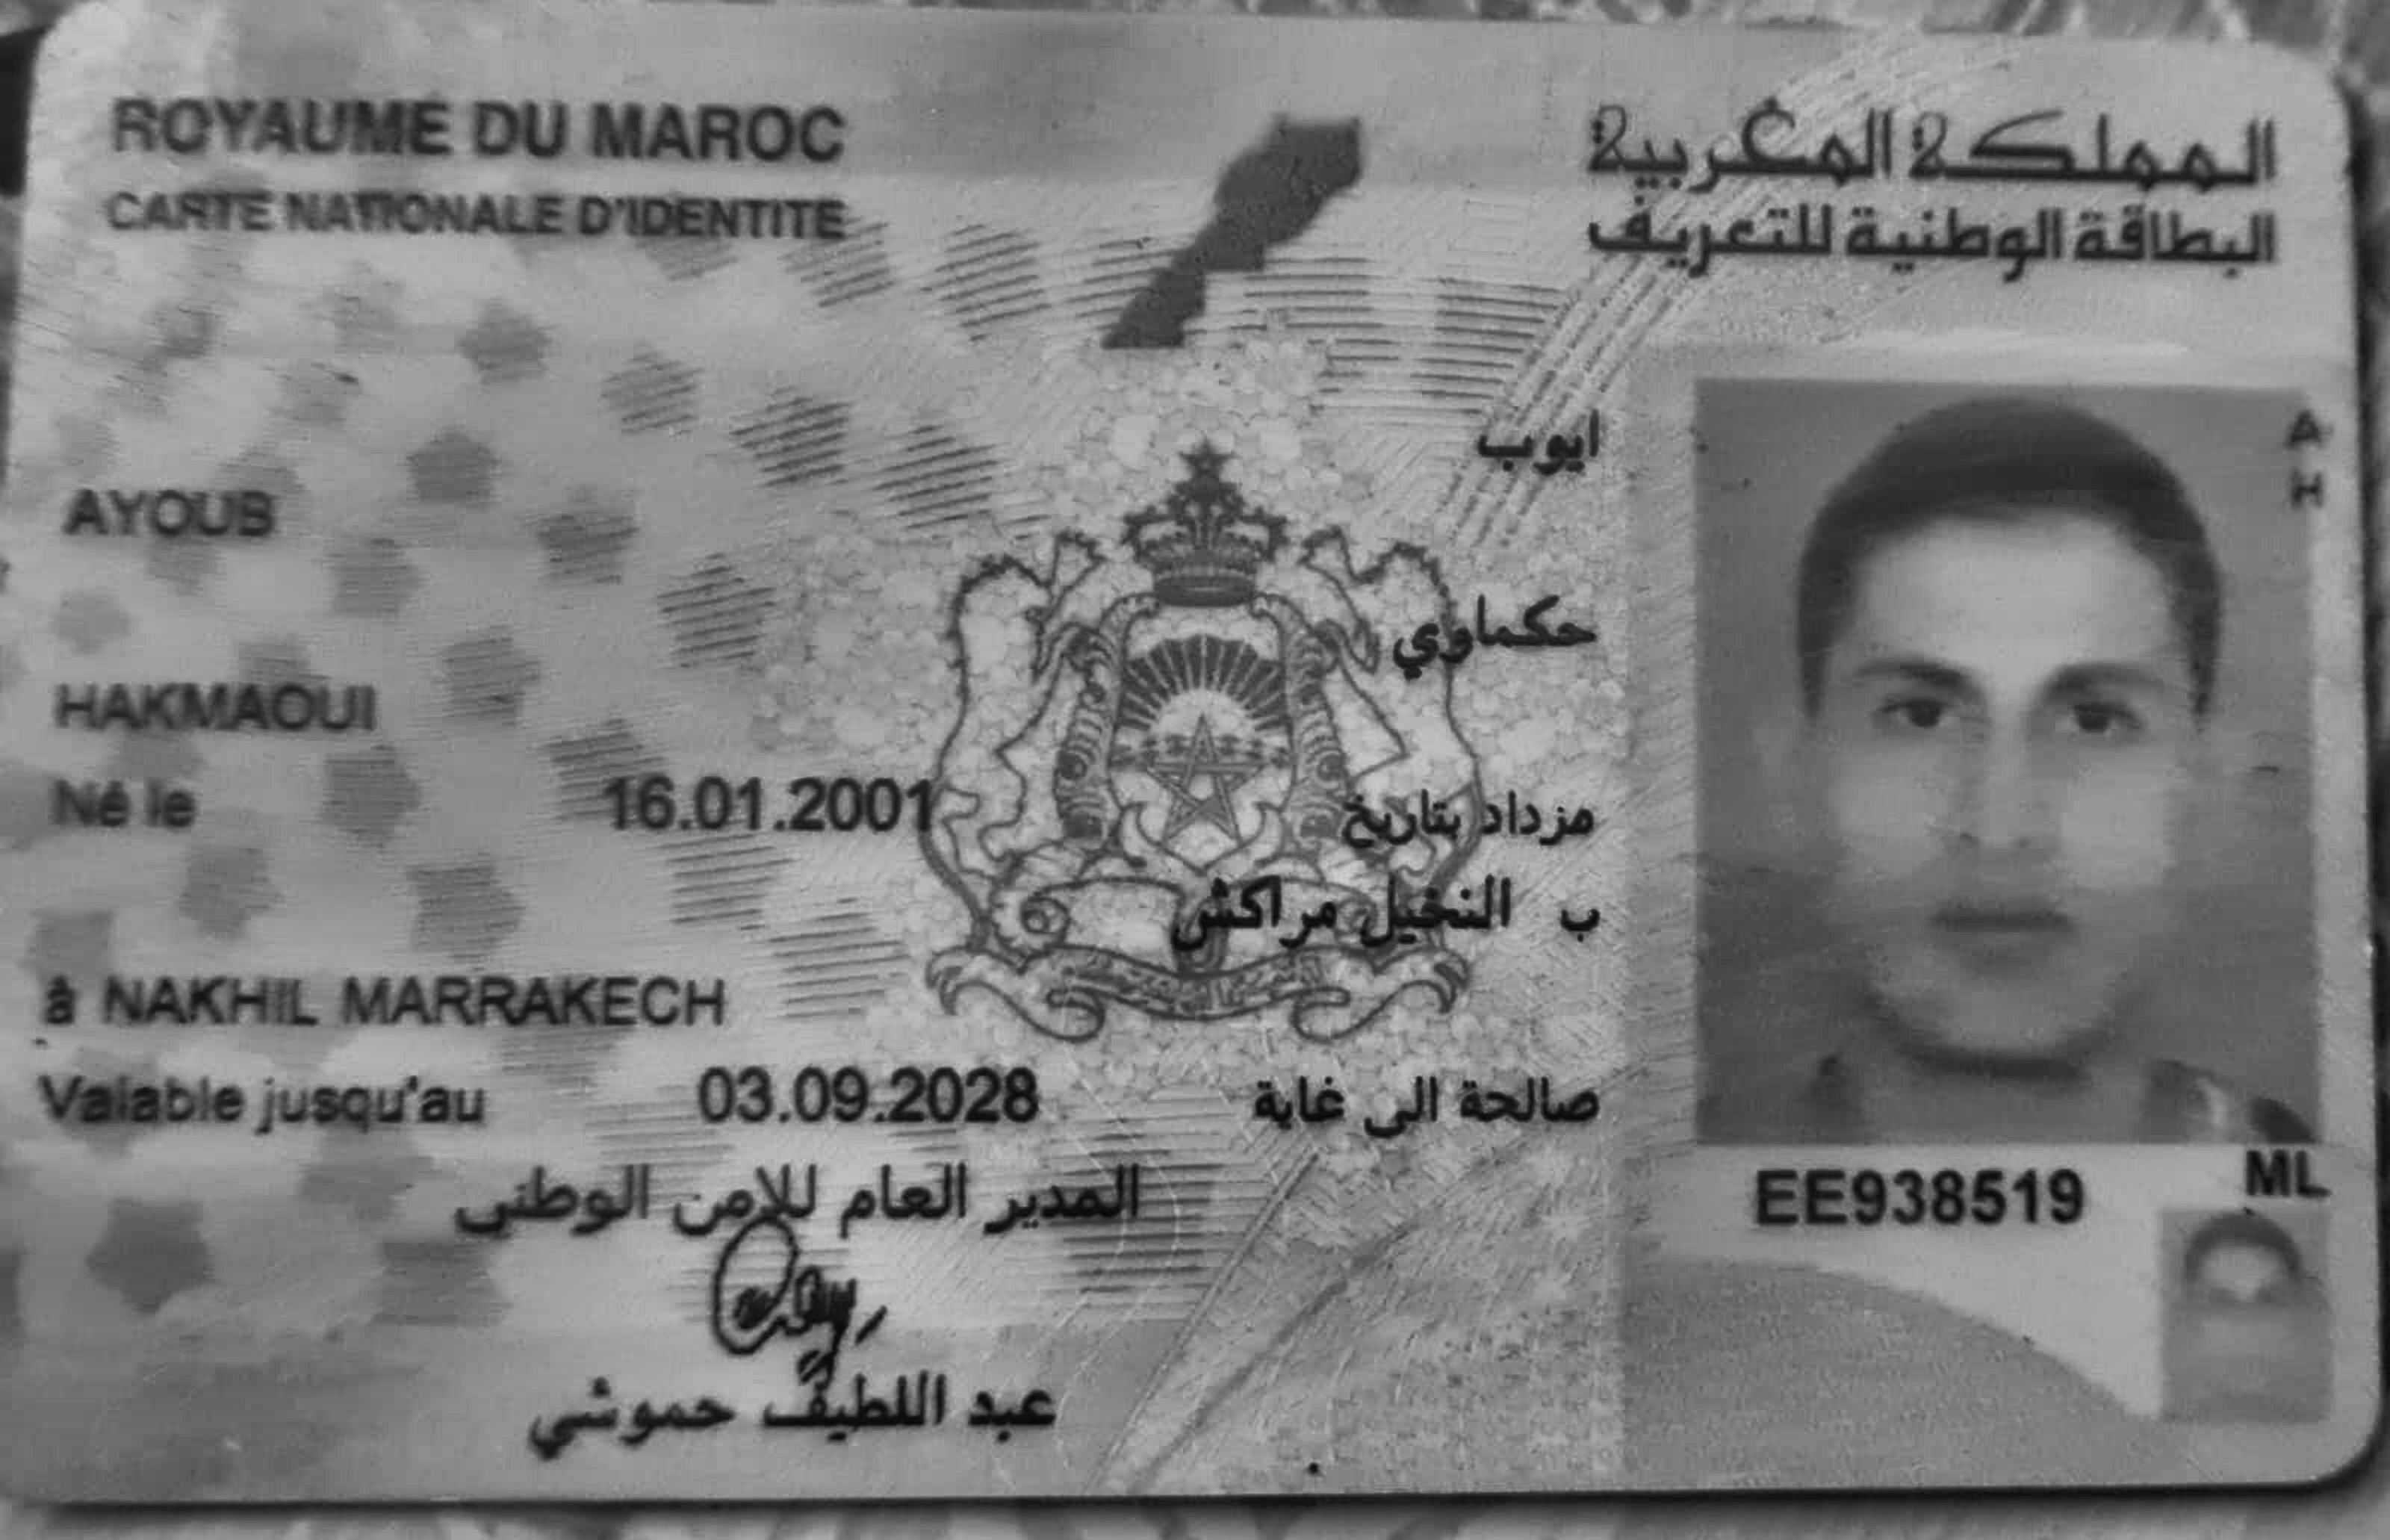 ROYAUME DU MAROC
المملكة المغربية
CARTE NATIONALE D'IDENTITE
البطاقة الوطنية للتعريف
ايوب
AYOUB
حكماوي
HAKMAOUI
Né le 16.01.2001 مزداد بتاريخ
ب النخيل مراكش
à NAKHIL MARRAKECH
Valable jusqu'au 03.09.2028 صالحة الى غاية
المدير العام للامن الوطني
عبد اللطيف حموشي
A
H
EE938519
ML